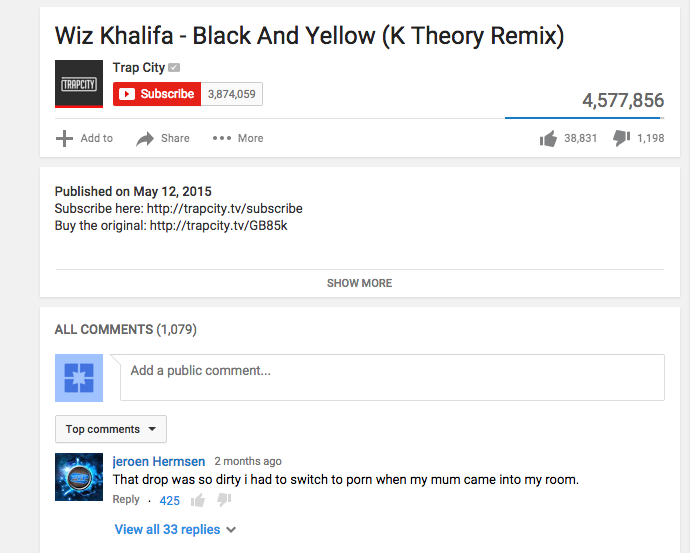 Wiz Khalifa - Black And Yellow (K Theory Remix)
TRAPCITY
Trap City
Subscribe 3,874,059
4,577,856
Add to Share More 38,831 1,198
Published on May 12, 2015
Subscribe here: http://trapcity.tv/subscribe
Buy the original: http://trapcity.tv/GB85k
SHOW MORE
ALL COMMENTS (1,079)
Add a public comment...
Top comments
jeroen Hermsen 2 months ago
That drop was so dirty i had to switch to porn when my mum came into my room.
Reply · 425
View all 33 replies